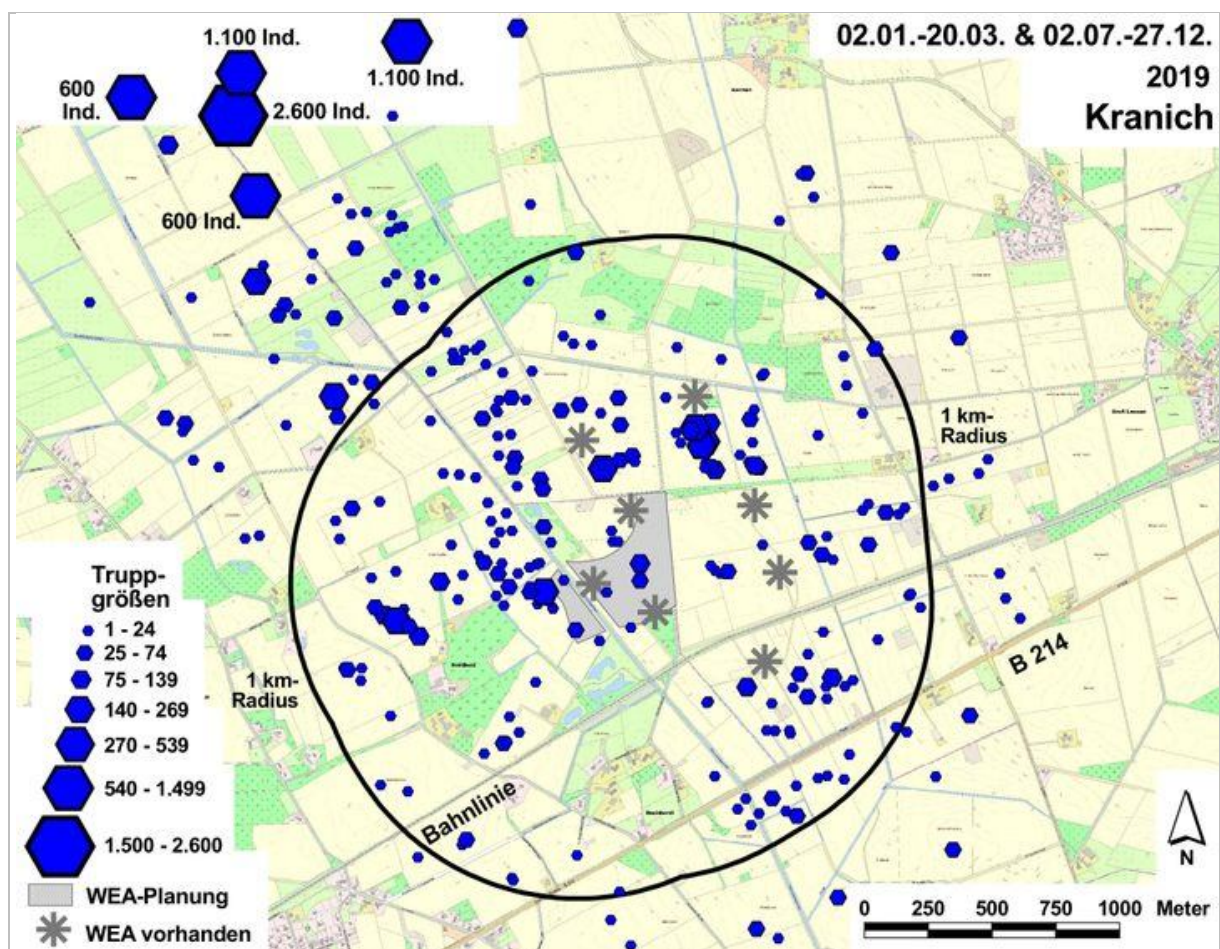 02.01.-20.03. & 02.07.-27.12.
2019
Kranich
1.100 Ind.
1.100 Ind.
600
Ind.
2.600 Ind.
600 Ind.
1 km-
Radius
Trupp-
größen
1 - 24
25 - 74
75 - 139
140 - 269
270 - 539
540 - 1.499
1.500 - 2.600
WEA-Planung
WEA vorhanden
1 km-
Radius
B 214
Bahnlinie
N
0 250 500 750 1000 Meter